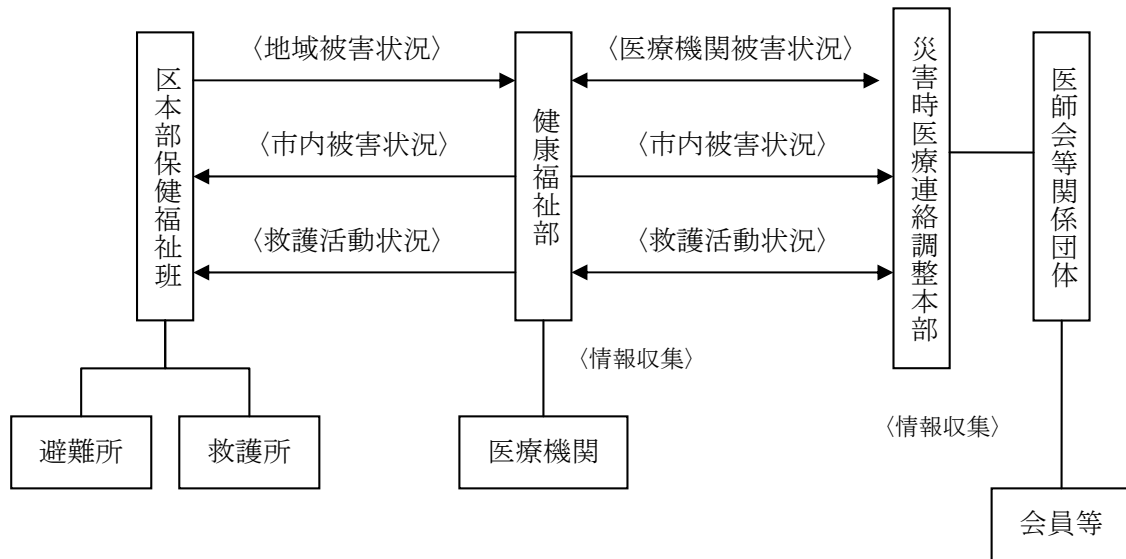 区本部保健福祉班
〈地域被害状況〉
〈市内被害状況〉
〈救護活動状況〉
健康福祉部
〈医療機関被害状況〉
〈市内被害状況〉
〈救護活動状況〉
災害時医療連絡調整本部
医師会等関係団体
〈情報収集〉
〈情報収集〉
避難所
救護所
医療機関
会員等